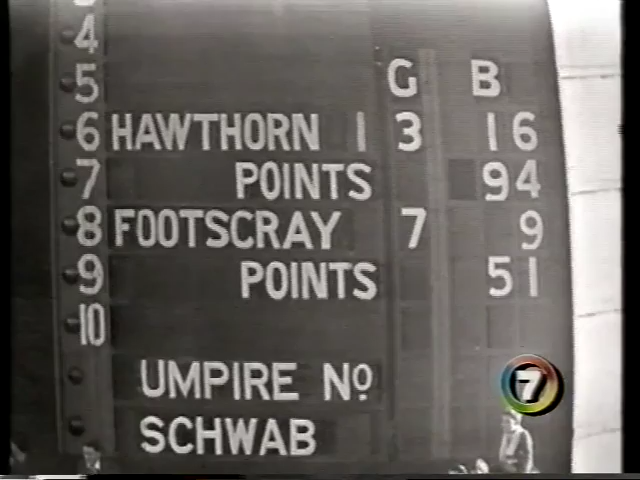 4
5 G B
6 HAWTHORN 13 16
7 POINTS 94
8 FOOTSCRAY 7 9
9 POINTS 51
10
UMPIRE Nº
SCHWAB
7